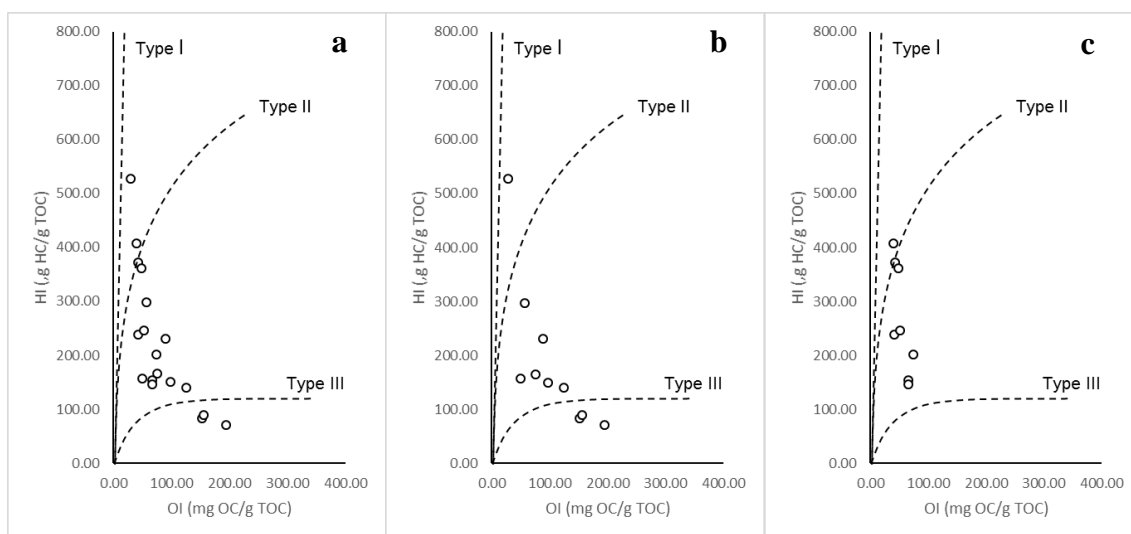 a
Type I
Type II
Type III
800.00
700.00
600.00
500.00
400.00
300.00
200.00
100.00
0.00
HI (,g HC/g TOC)
0.00 100.00 200.00 300.00 400.00
OI (mg OC/g TOC)
b
Type I
Type II
Type III
800.00
700.00
600.00
500.00
400.00
300.00
200.00
100.00
0.00
HI (,g HC/g TOC)
0.00 100.00 200.00 300.00 400.00
OI (mg OC/g TOC)
c
Type I
Type II
Type III
800.00
700.00
600.00
500.00
400.00
300.00
200.00
100.00
0.00
HI (,g HC/g TOC)
0.00 100.00 200.00 300.00 400.00
OI (mg OC/g TOC)